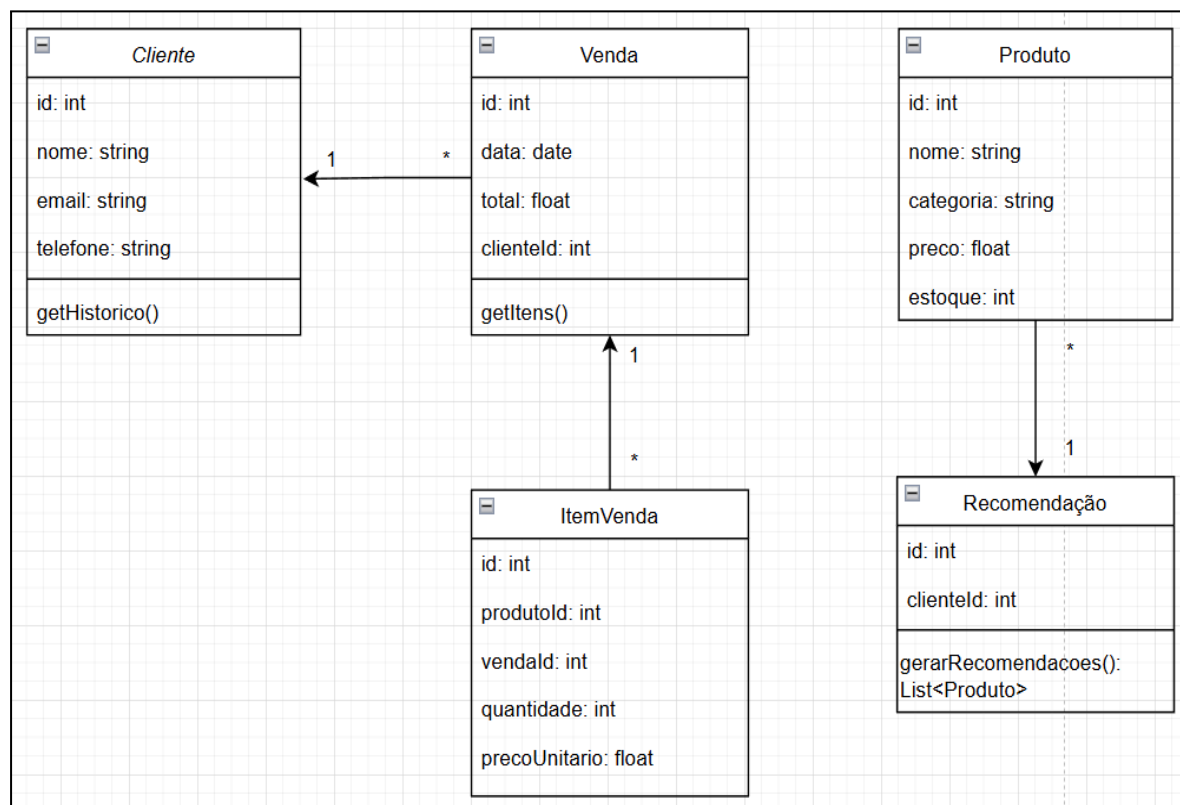 Cliente
id: int
nome: string
email: string
telefone: string
getHistorico()
1
*
Venda
id: int
data: date
total: float
clienteId: int
getItens()
1
*
ItemVenda
id: int
produtoId: int
vendaId: int
quantidade: int
precoUnitario: float
Produto
id: int
nome: string
categoria: string
preco: float
estoque: int
*
1
Recomendação
id: int
clienteId: int
gerarRecomendacoes():
List<Produto>